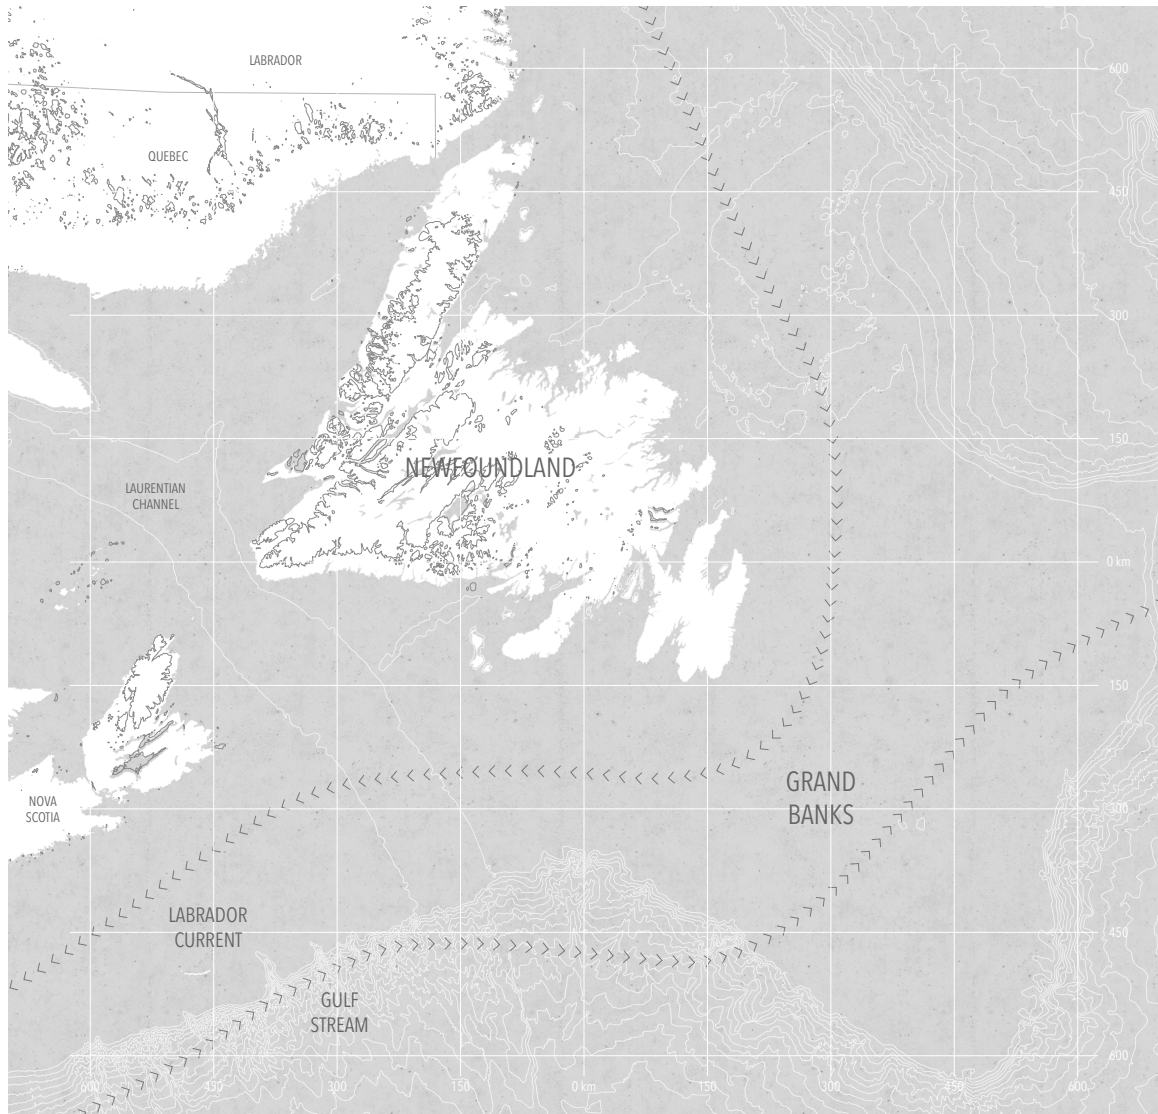 LABRADOR
600
QUEBEC
450
300
150
NEWFOUNDLAND
LAURENTIAN
CHANNEL
0 km
150
GRAND
BANKS
NOVA
SCOTIA
300
LABRADOR
CURRENT
450
GULF
STREAM
600
600
450
300
150
0 km
150
300
450
600